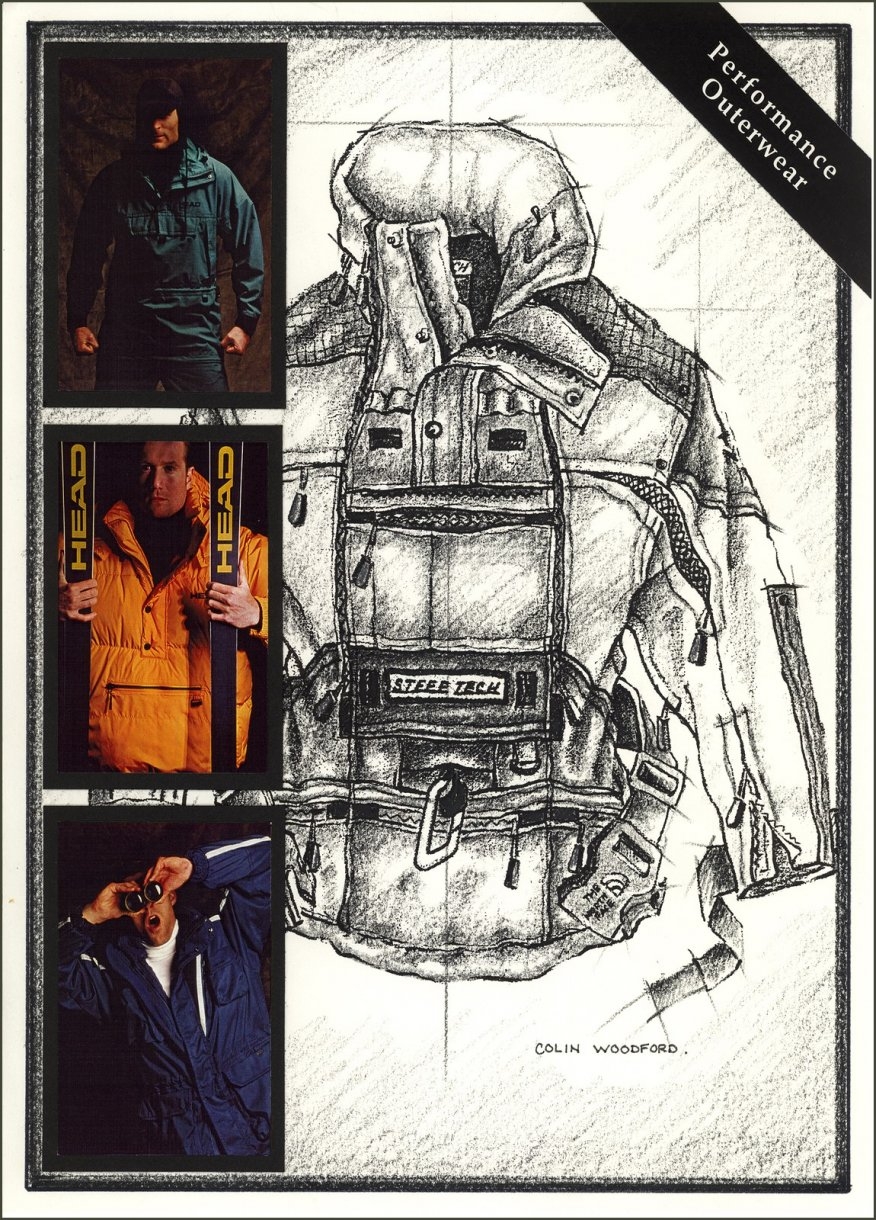 Performance
Outerwear
HEAD
HEAD
STEEP TECH
COLIN WOODFORD.